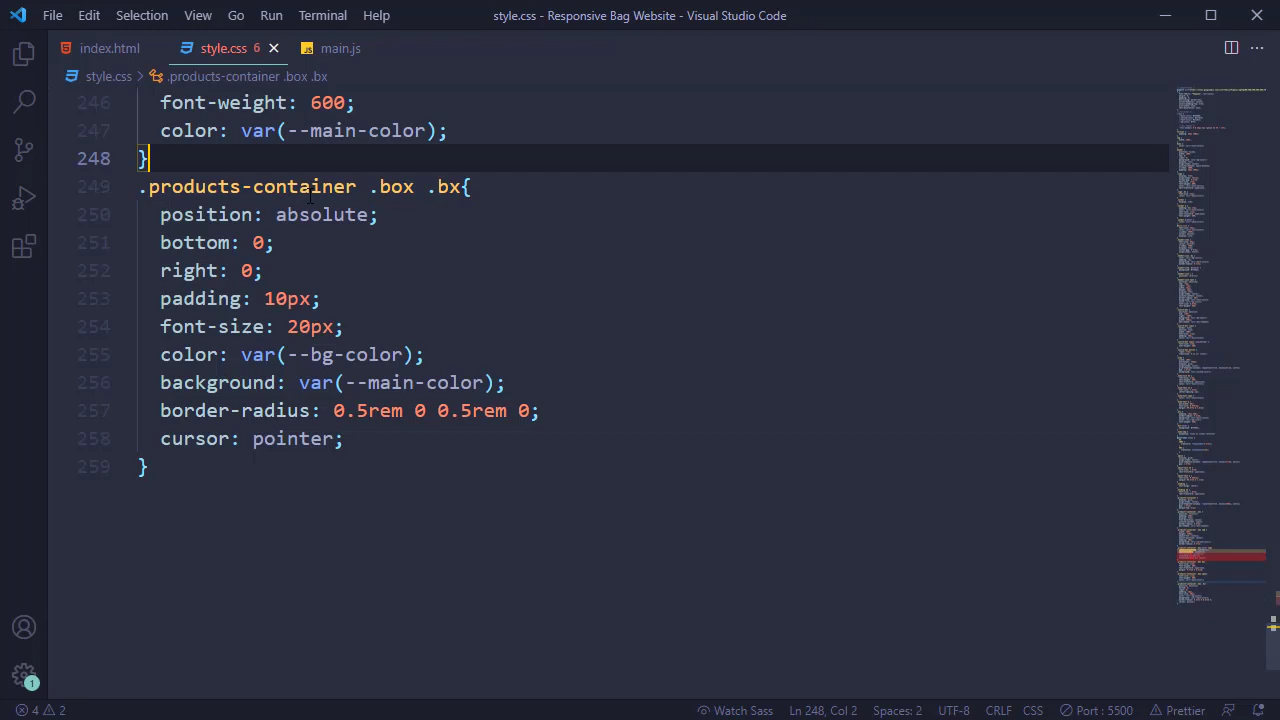 File Edit Selection View Go Run Terminal Help style.css - Responsive Bag Website - Visual Studio Code
index.html style.css 6 JS main.js
style.css > .products-container .box .bx
246 font-weight: 600;
247 color: var(--main-color);
248 }
249 .products-container .box .bx{
250 position: absolute;
251 bottom: 0;
252 right: 0;
253 padding: 10px;
254 font-size: 20px;
255 color: var(--bg-color);
256 background: var(--main-color);
257 border-radius: 0.5rem 0 0.5rem 0;
258 cursor: pointer;
259 }
1
4 2 Watch Sass Ln 248, Col 2 Spaces: 2 UTF-8 CRLF CSS Port : 5500 Prettier